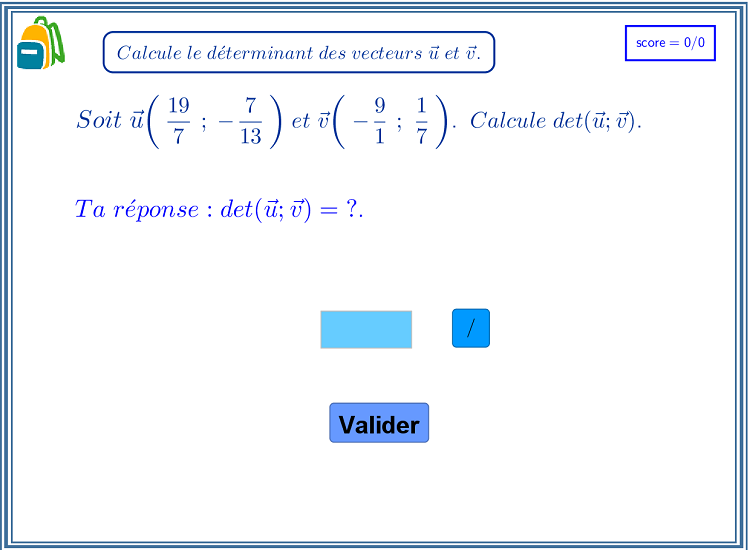 Calcule le déterminant des vecteurs $\vec{u}$ et $\vec{v}$.
score = 0/0
Soit $\vec{u}\left(\frac{19}{7} ; -\frac{7}{13}\right)$ et $\vec{v}\left(-\frac{9}{1} ; \frac{1}{7}\right)$. Calcule $det(\vec{u};\vec{v})$.
Ta réponse : $det(\vec{u};\vec{v}) = ?$.
/
Valider